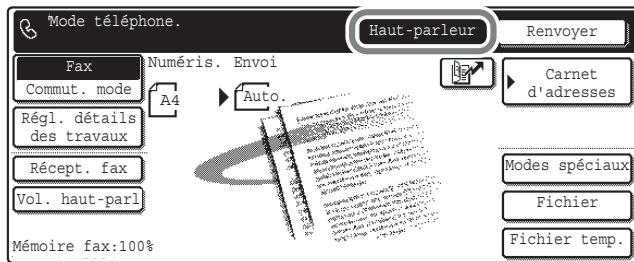 Mode téléphone.
Haut-parleur
Renvoyer
Fax
Commut. mode
Numéris.
Envoi
A4
Auto.
Carnet
d'adresses
Régl. détails
des travaux
Récept. fax
Vol. haut-parl
Modes spéciaux
Fichier
Fichier temp.
Mémoire fax:100%